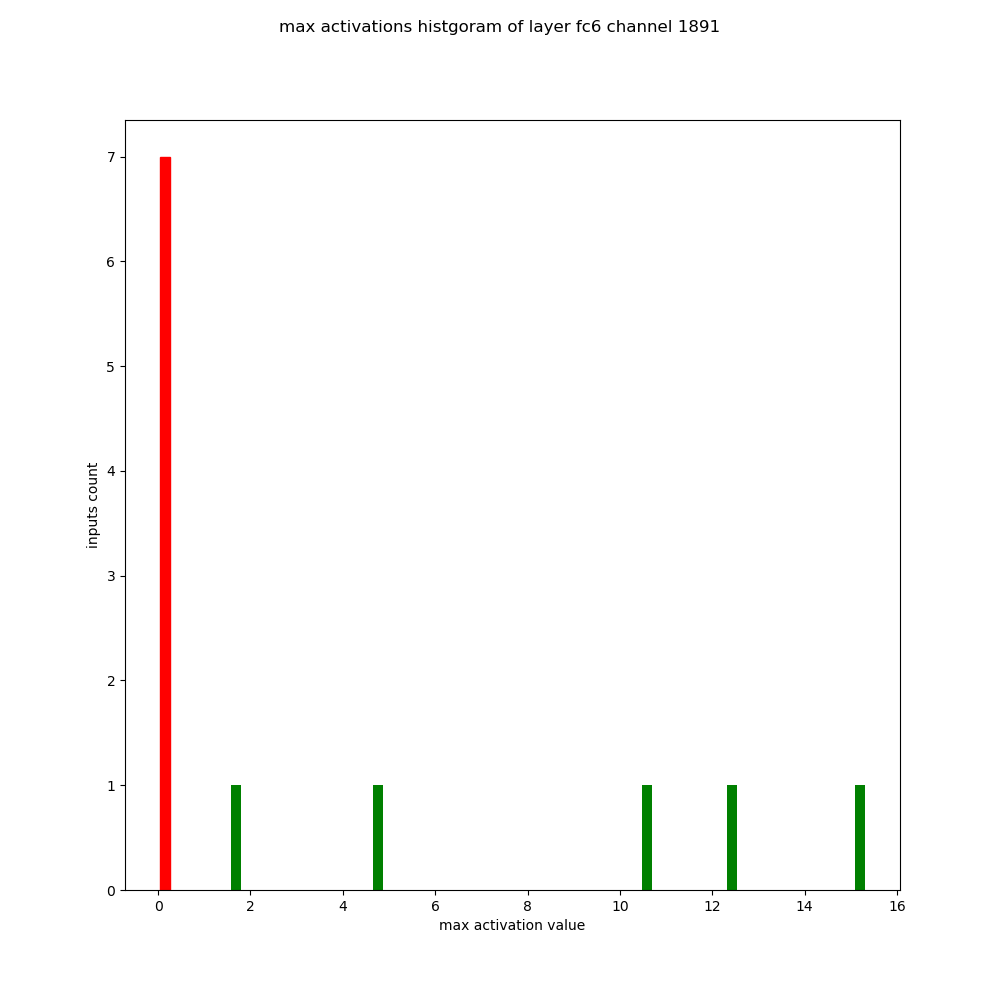 max activations histgoram of layer fc6 channel 1891
7
6
5
4
3
2
1
0
inputs count
0 2 4 6 8 10 12 14 16
max activation value